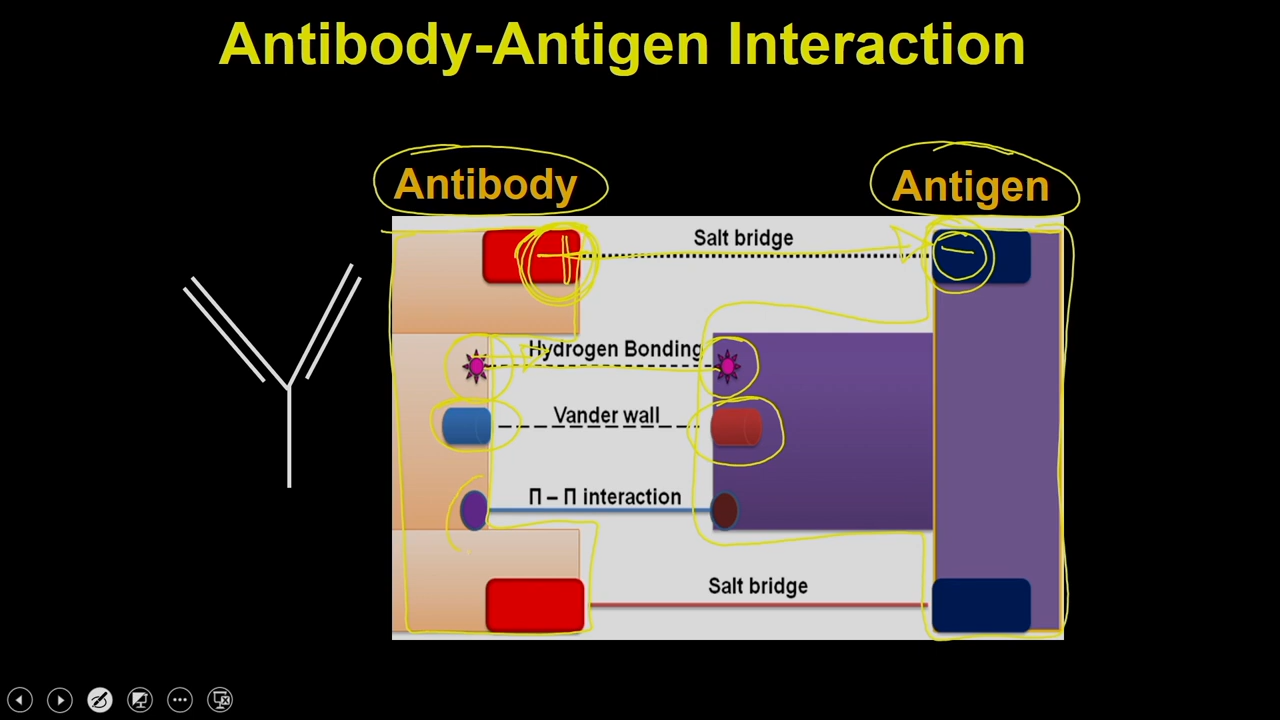 Antibody-Antigen Interaction
Antibody
Antigen
Salt bridge
Hydrogen Bonding
Vander wall
Π – Π interaction
Salt bridge